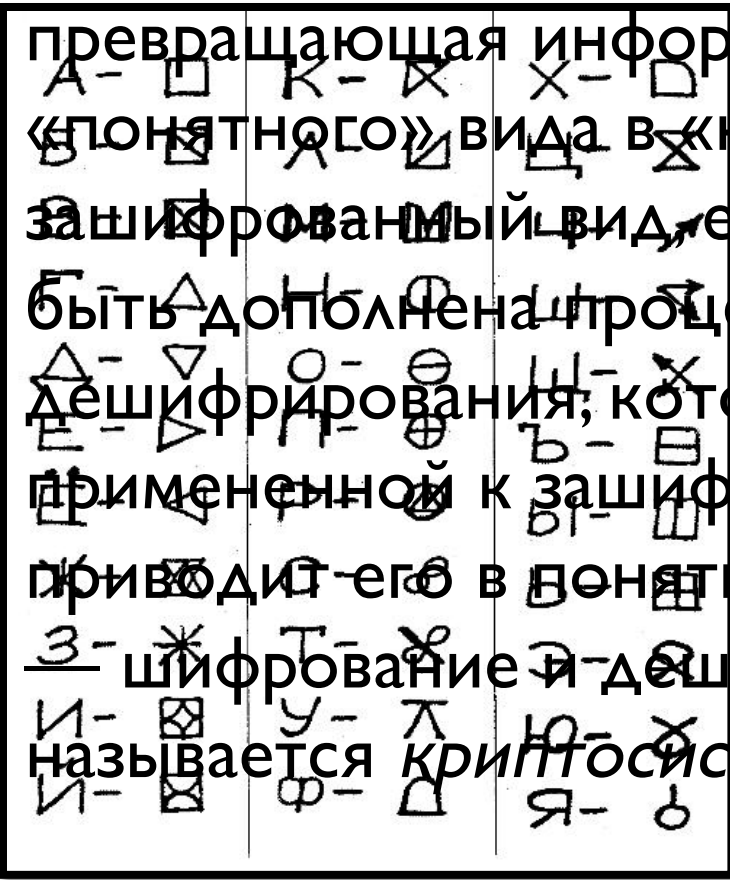 превращающая инфор
«понятного» вида в «н
зашифрованный вид, е
быть дополнена проце
дешифрирования, кото
примененной к зашиф
приводит его в понят
— шифрование и деш
называется криптосис
А – К – Х –
Б – Л – Ц –
В – М – Ч –
Г – Н – Ш –
Д – О – Щ –
Е – П – Ъ –
Ё – Р – Ы –
Ж – С – Ь –
З – Т – Э –
И – У – Ю –
Й – Ф – Я –